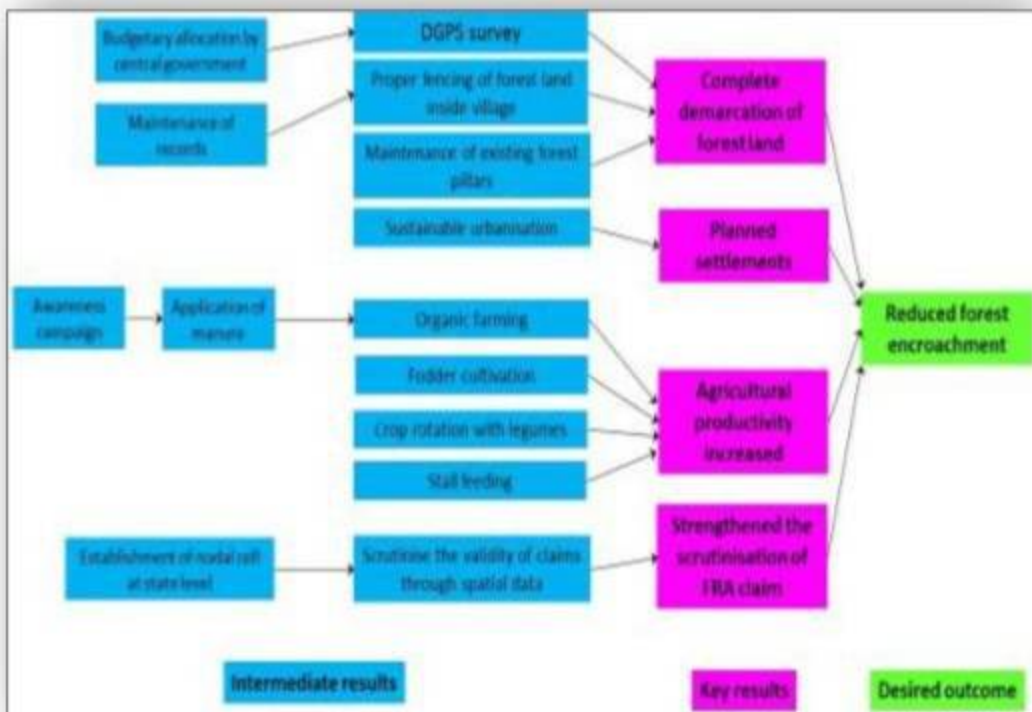 Budgetary allocation by
central government
DGPS survey
Maintenance of
records
Proper fencing of forest land
inside village
Maintenance of existing forest
pillars
Sustainable urbanisation
Complete
demarcation of
forest land
Planned
settlements
Awareness
campaign
Application of
manure
Organic farming
Fodder cultivation
Crop rotation with legumes
Stall feeding
Agricultural
productivity
increased
Reduced forest
encroachment
Establishment of nodal cell
at state level
Scrutinise the validity of claims
through spatial data
Strengthened the
scrutinisation of
FRA claim
Intermediate results
Key results
Desired outcome